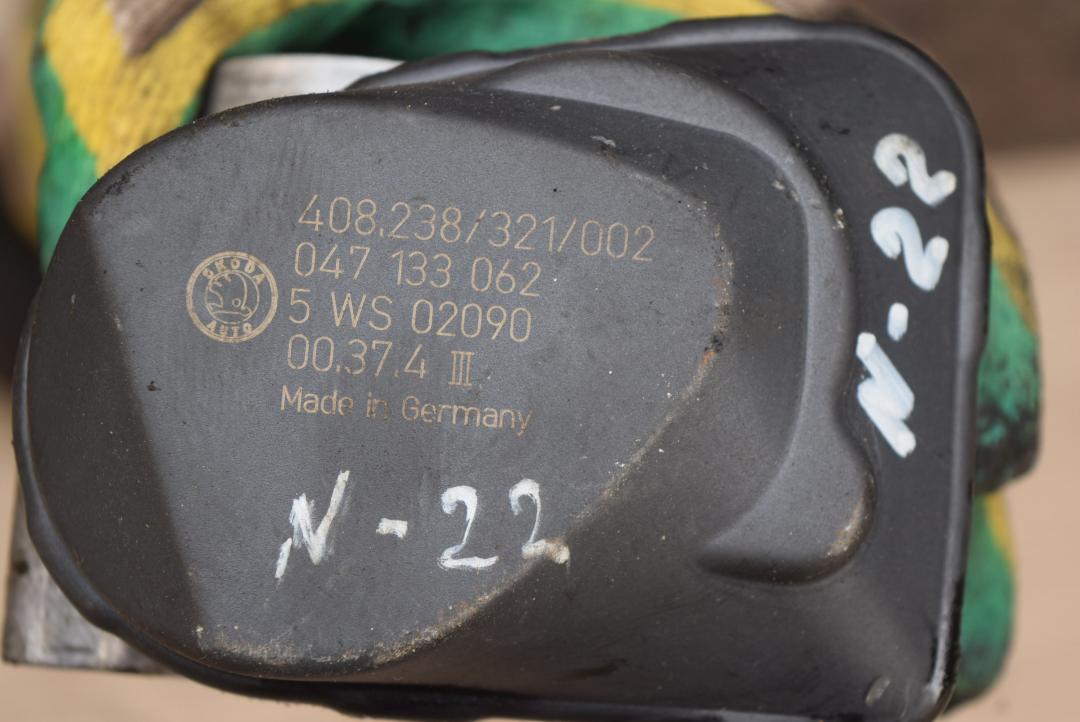 408.238/321/002
047 133 062
ŠKODA
AUTO
5 WS 02090
00.37.4 III
Made in Germany
N-22
N-22